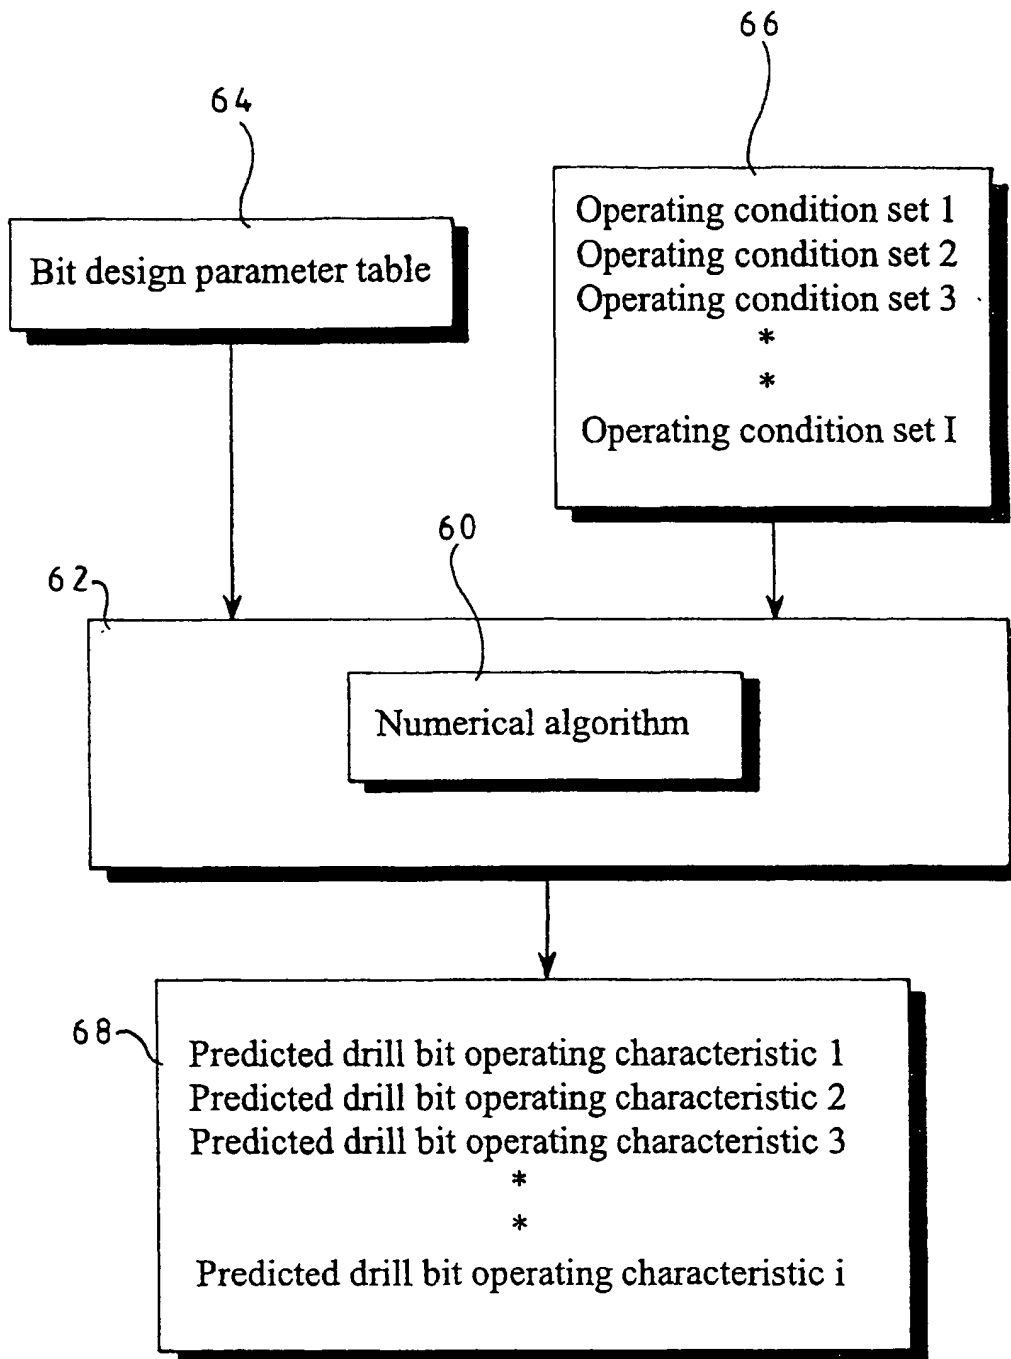 66
64
Operating condition set 1
Operating condition set 2
Operating condition set 3
*
*
Operating condition set I
Bit design parameter table
60
62
Numerical algorithm
68
Predicted drill bit operating characteristic 1
Predicted drill bit operating characteristic 2
Predicted drill bit operating characteristic 3
*
*
Predicted drill bit operating characteristic i